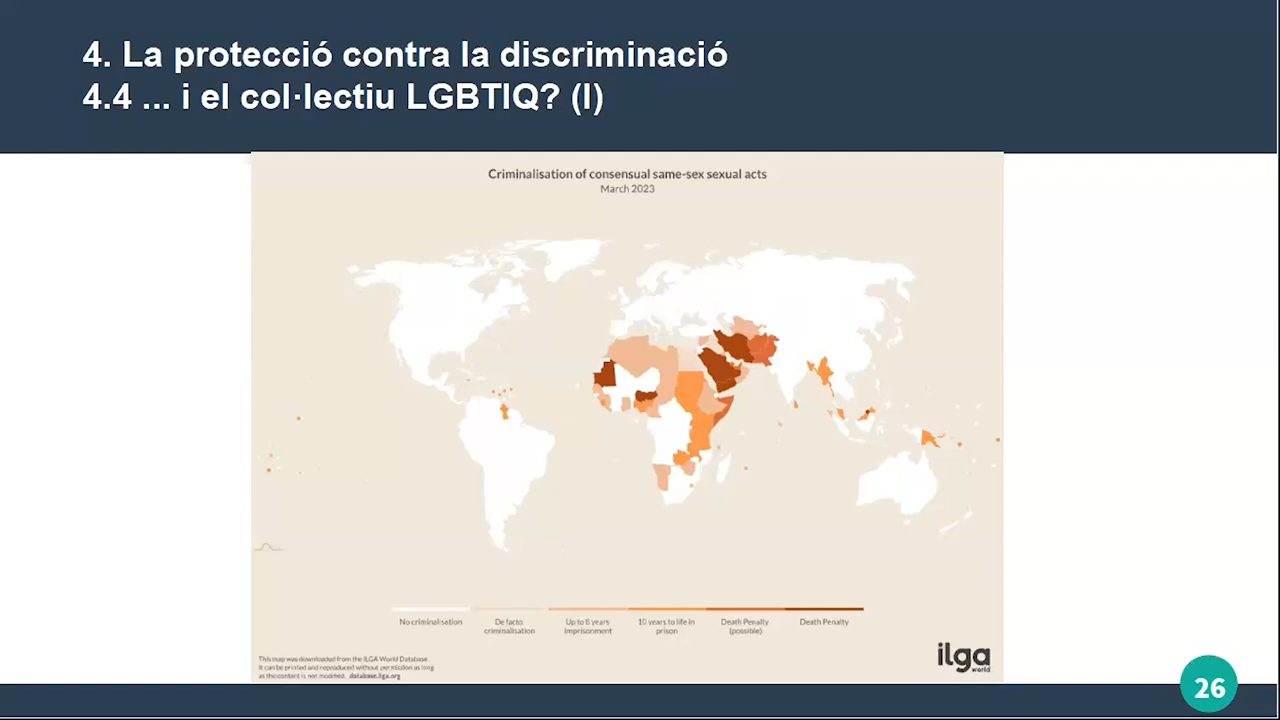 4. La protecció contra la discriminació
4.4 ... i el col·lectiu LGBTIQ? (I)
Criminalisation of consensual same-sex sexual acts
March 2023
No criminalisation
De facto
criminalisation
Up to 8 years
imprisonment
10 years to life in
prison
Death Penalty
(possible)
Death Penalty
This map was downloaded from the ILGA World Database.
It can be printed and reproduced without permission as long
as the content is not modified. database.ilga.org
ilga
world
26